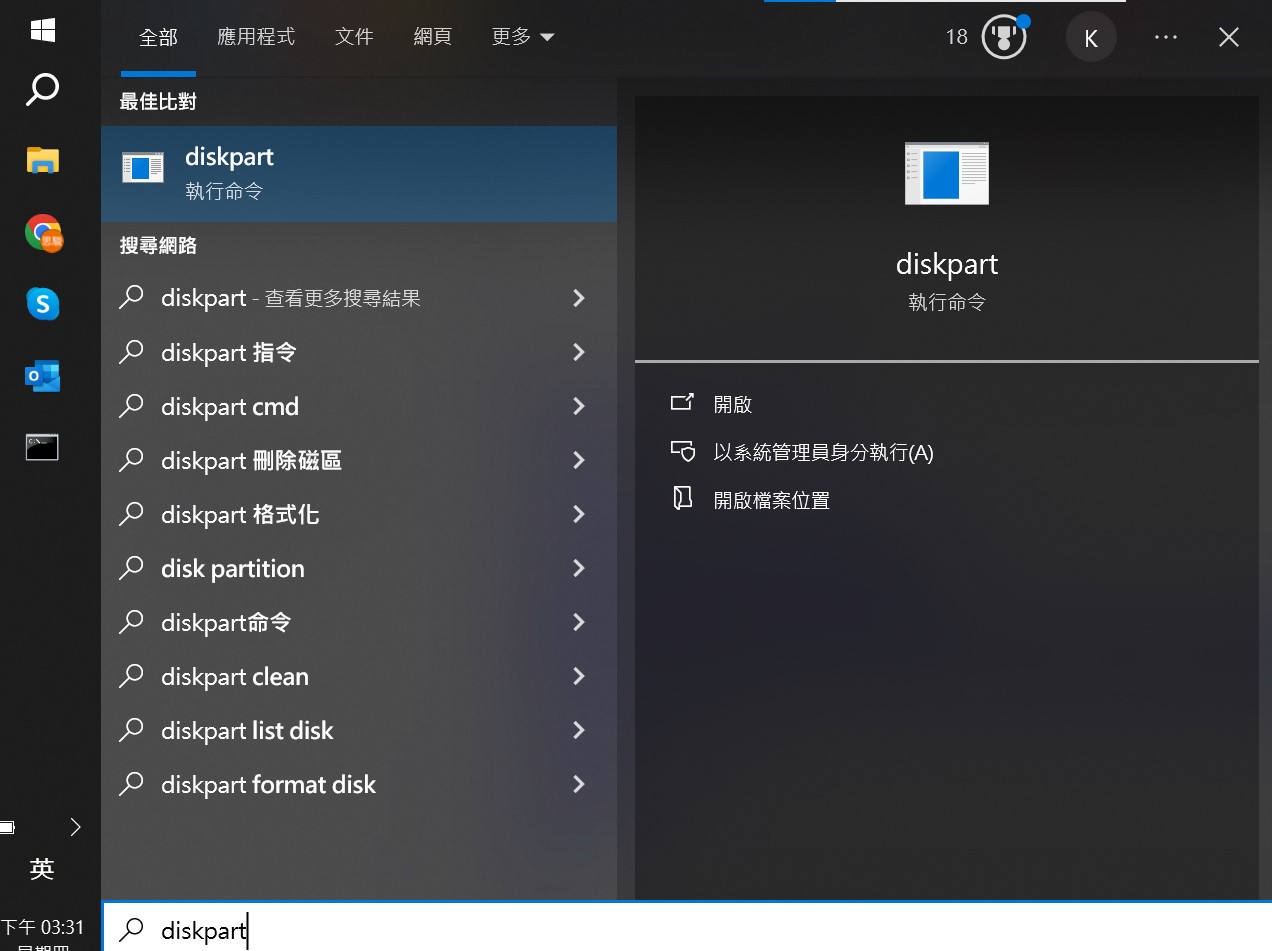 全部 應用程式 文件 網頁 更多 18 K
最佳比對
diskpart
執行命令
搜尋網路
diskpart - 查看更多搜尋結果
diskpart 指令
diskpart cmd
diskpart 刪除磁區
diskpart 格式化
disk partition
diskpart命令
diskpart clean
diskpart list disk
diskpart format disk
diskpart
執行命令
開啟
以系統管理員身分執行(A)
開啟檔案位置
英
下午 03:31
星期四
diskpart